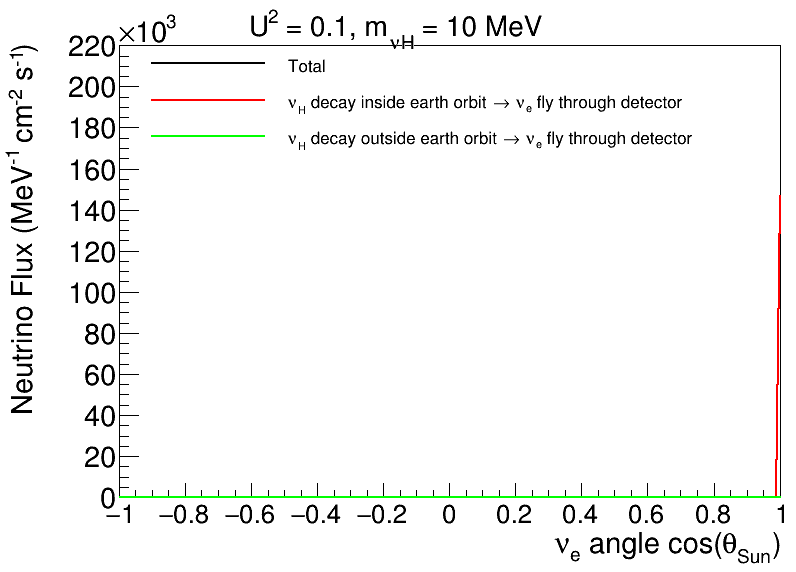 ×10³
U² = 0.1, m_νH = 10 MeV
Total
ν_H decay inside earth orbit → ν_e fly through detector
ν_H decay outside earth orbit → ν_e fly through detector
Neutrino Flux (MeV⁻¹ cm⁻² s⁻¹)
220
200
180
160
140
120
100
80
60
40
20
0
−1 −0.8 −0.6 −0.4 −0.2 0 0.2 0.4 0.6 0.8 1
ν_e angle cos(θ_Sun)